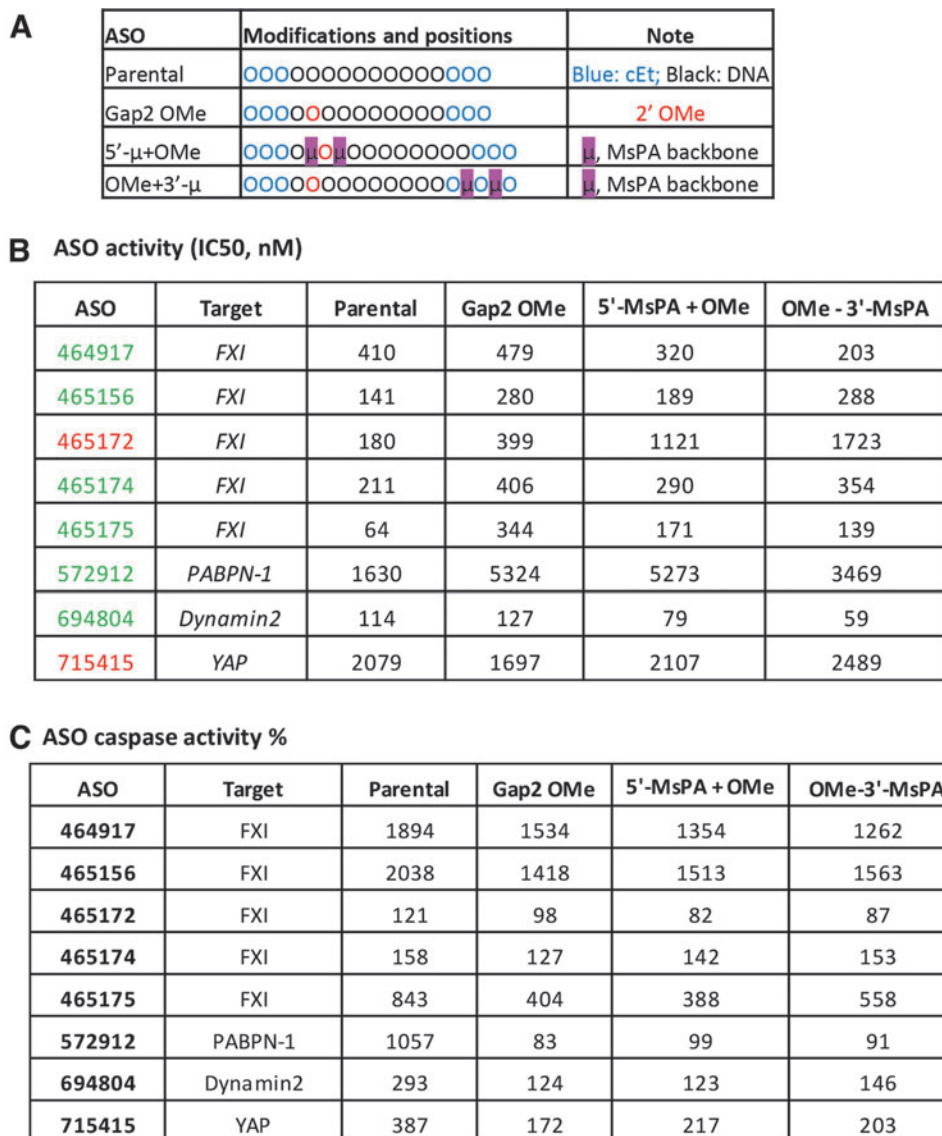 A
ASO Modifications and positions Note
Parental OOOOOOOOOOOOOOOO Blue: cEt; Black: DNA
Gap2 OMe OOOOOOOOOOOOOOOO 2' OMe
5'-μ+OMe OOOOμOμOOOOOOOOOOO μ, MsPA backbone
OMe+3'-μ OOOOOOOOOOOOOOμOμO μ, MsPA backbone
B ASO activity (IC50, nM)
ASO Target Parental Gap2 OMe 5'-MsPA + OMe OMe - 3'-MsPA
464917 FXI 410 479 320 203
465156 FXI 141 280 189 288
465172 FXI 180 399 1121 1723
465174 FXI 211 406 290 354
465175 FXI 64 344 171 139
572912 PABPN-1 1630 5324 5273 3469
694804 Dynamin2 114 127 79 59
715415 YAP 2079 1697 2107 2489
C ASO caspase activity %
ASO Target Parental Gap2 OMe 5'-MsPA + OMe OMe-3'-MsPA
464917 FXI 1894 1534 1354 1262
465156 FXI 2038 1418 1513 1563
465172 FXI 121 98 82 87
465174 FXI 158 127 142 153
465175 FXI 843 404 388 558
572912 PABPN-1 1057 83 99 91
694804 Dynamin2 293 124 123 146
715415 YAP 387 172 217 203